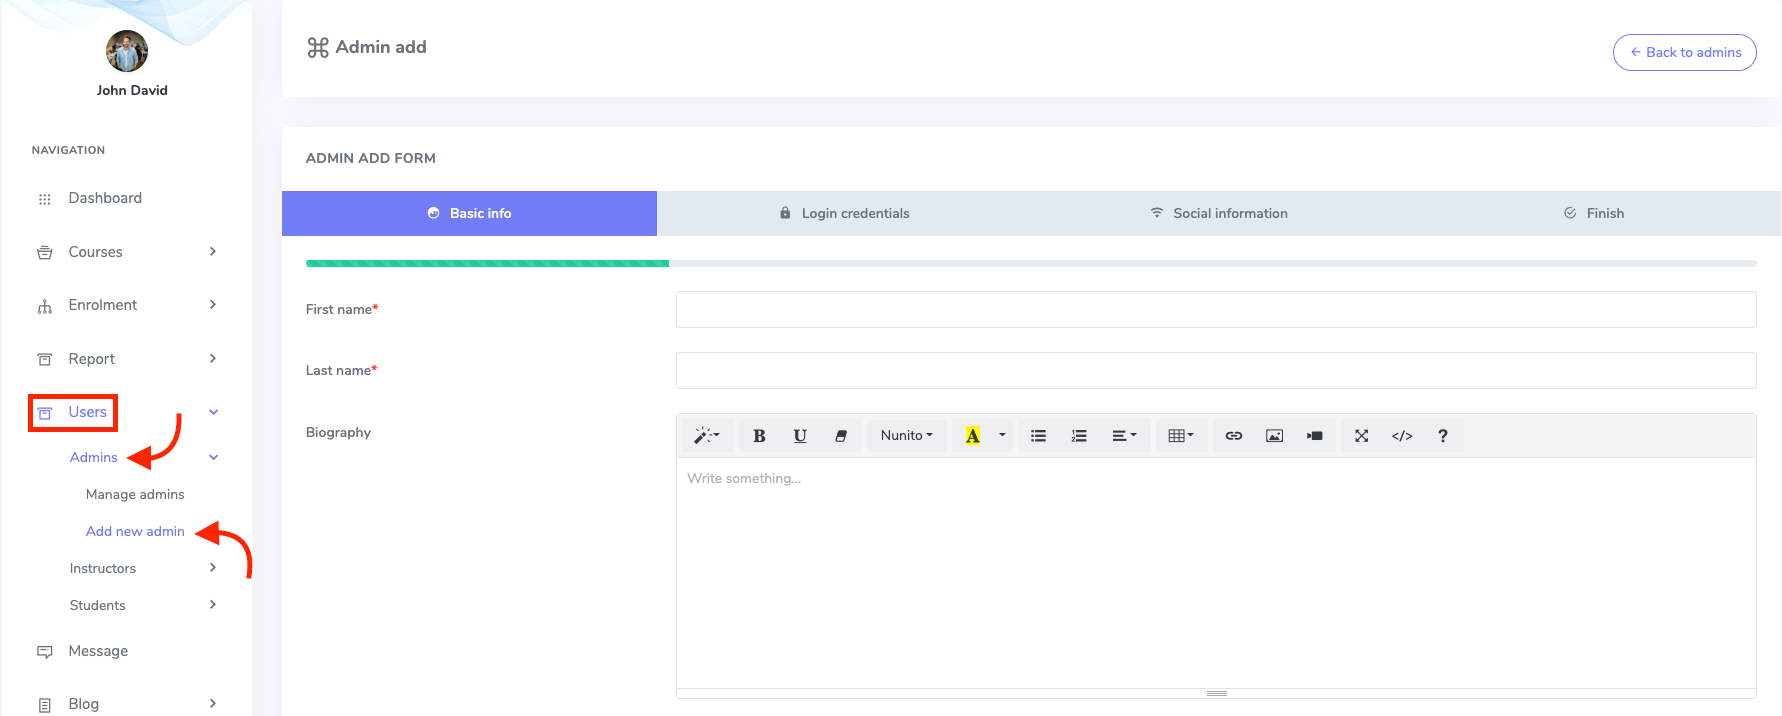 John David
NAVIGATION
Dashboard
Courses
Enrolment
Report
Users
Admins
Manage admins
Add new admin
Instructors
Students
Message
Blog
Admin add
← Back to admins
ADMIN ADD FORM
Basic info
Login credentials
Social information
Finish
First name*
Last name*
Biography
B U Nunito A </> ?
Write something...